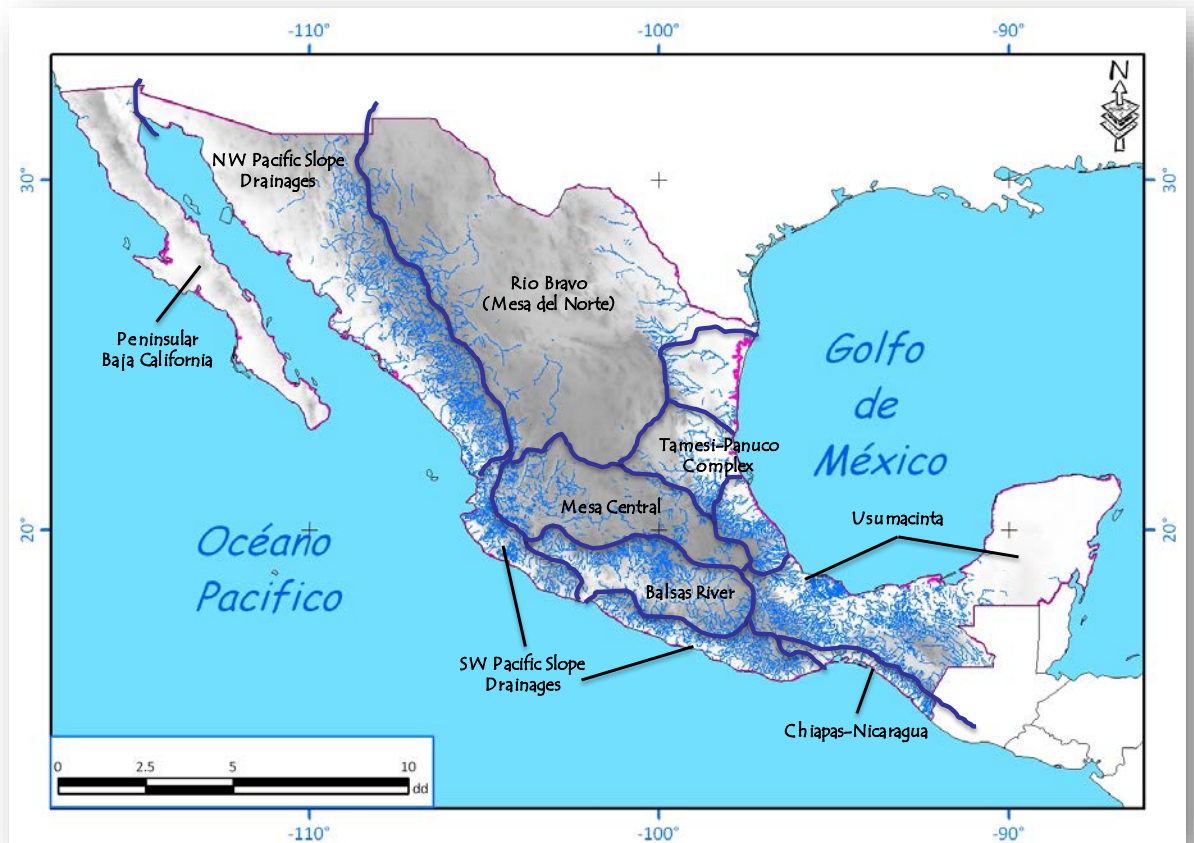 -110°
-100°
-90°
N
30°
30°
NW Pacific Slope
Drainages
Rio Bravo
(Mesa del Norte)
Peninsular
Baja California
Golfo
de
México
Tamesi-Panuco
Complex
Mesa Central
Usumacinta
20°
20°
Océano
Pacifico
Balsas River
SW Pacific Slope
Drainages
Chiapas-Nicaragua
0
2.5
5
10
dd
-110°
-100°
-90°